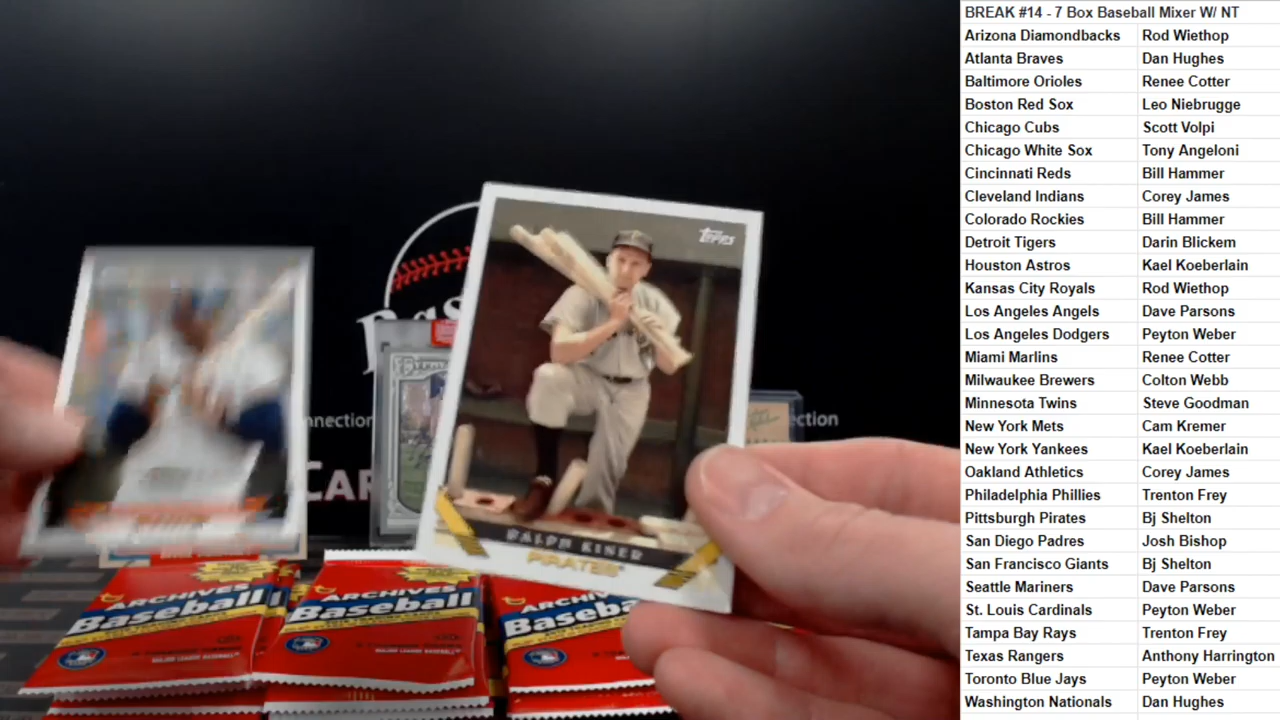 BREAK #14 - 7 Box Baseball Mixer W/ NT
Arizona Diamondbacks Rod Wiethop
Atlanta Braves Dan Hughes
Baltimore Orioles Renee Cotter
Boston Red Sox Leo Niebrugge
Chicago Cubs Scott Volpi
Chicago White Sox Tony Angeloni
Cincinnati Reds Bill Hammer
Cleveland Indians Corey James
Colorado Rockies Bill Hammer
Detroit Tigers Darin Blickem
Houston Astros Kael Koeberlain
Kansas City Royals Rod Wiethop
Los Angeles Angels Dave Parsons
Los Angeles Dodgers Peyton Weber
Miami Marlins Renee Cotter
Milwaukee Brewers Colton Webb
Minnesota Twins Steve Goodman
New York Mets Cam Kremer
New York Yankees Kael Koeberlain
Oakland Athletics Corey James
Philadelphia Phillies Trenton Frey
Pittsburgh Pirates Bj Shelton
San Diego Padres Josh Bishop
San Francisco Giants Bj Shelton
Seattle Mariners Dave Parsons
St. Louis Cardinals Peyton Weber
Tampa Bay Rays Trenton Frey
Texas Rangers Anthony Harrington
Toronto Blue Jays Peyton Weber
Washington Nationals Dan Hughes
Topps
RALPH KINER
PIRATES
ARCHIVES
Baseball
ARCHIVES
Baseball
ARCHIVES
Baseball